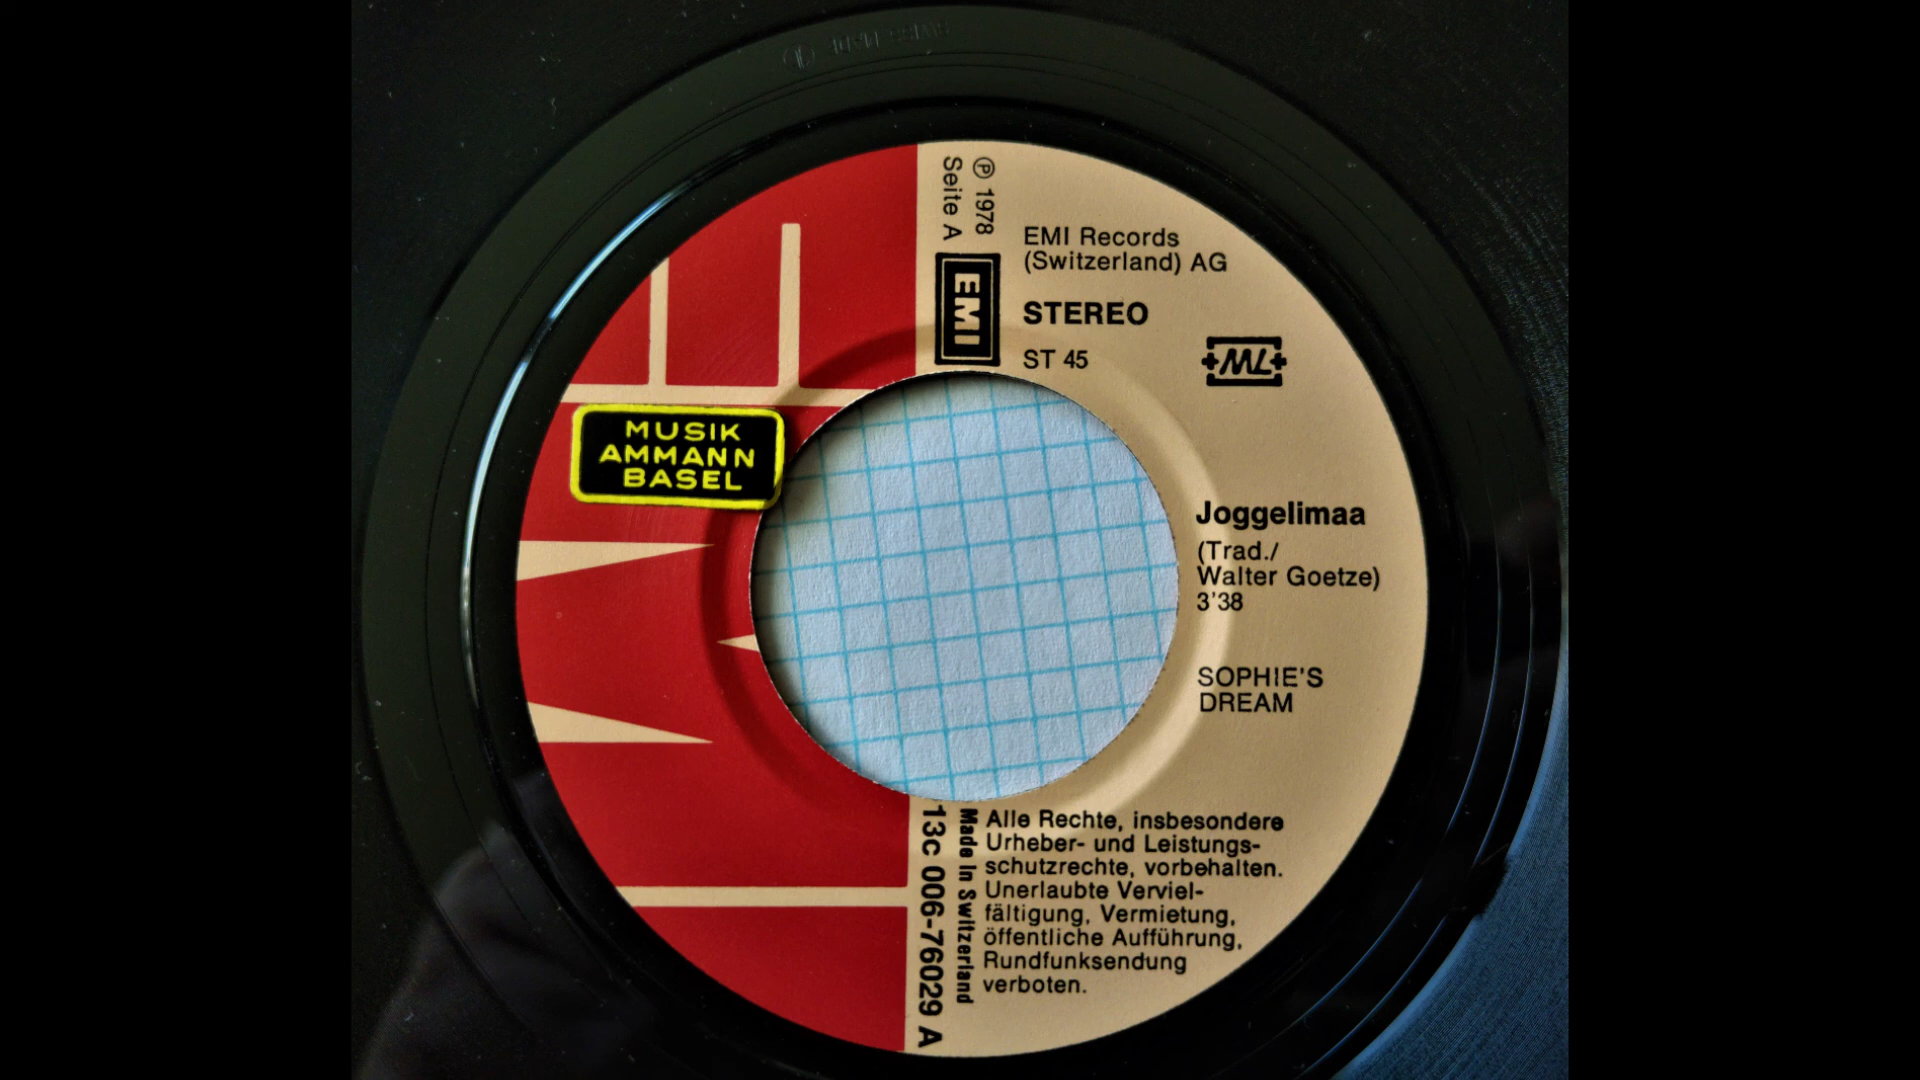 ℗ 1978
Seite A
EMI
EMI Records
(Switzerland) AG
STEREO
ST 45
ML
MUSIK
AMMANN
BASEL
Joggelimaa
(Trad./
Walter Goetze)
3'38
SOPHIE'S
DREAM
Made in Switzerland
13c 006-76029 A
Alle Rechte, insbesondere
Urheber- und Leistungs-
schutzrechte, vorbehalten.
Unerlaubte Verviel-
fältigung, Vermietung,
öffentliche Aufführung,
Rundfunksendung
verboten.